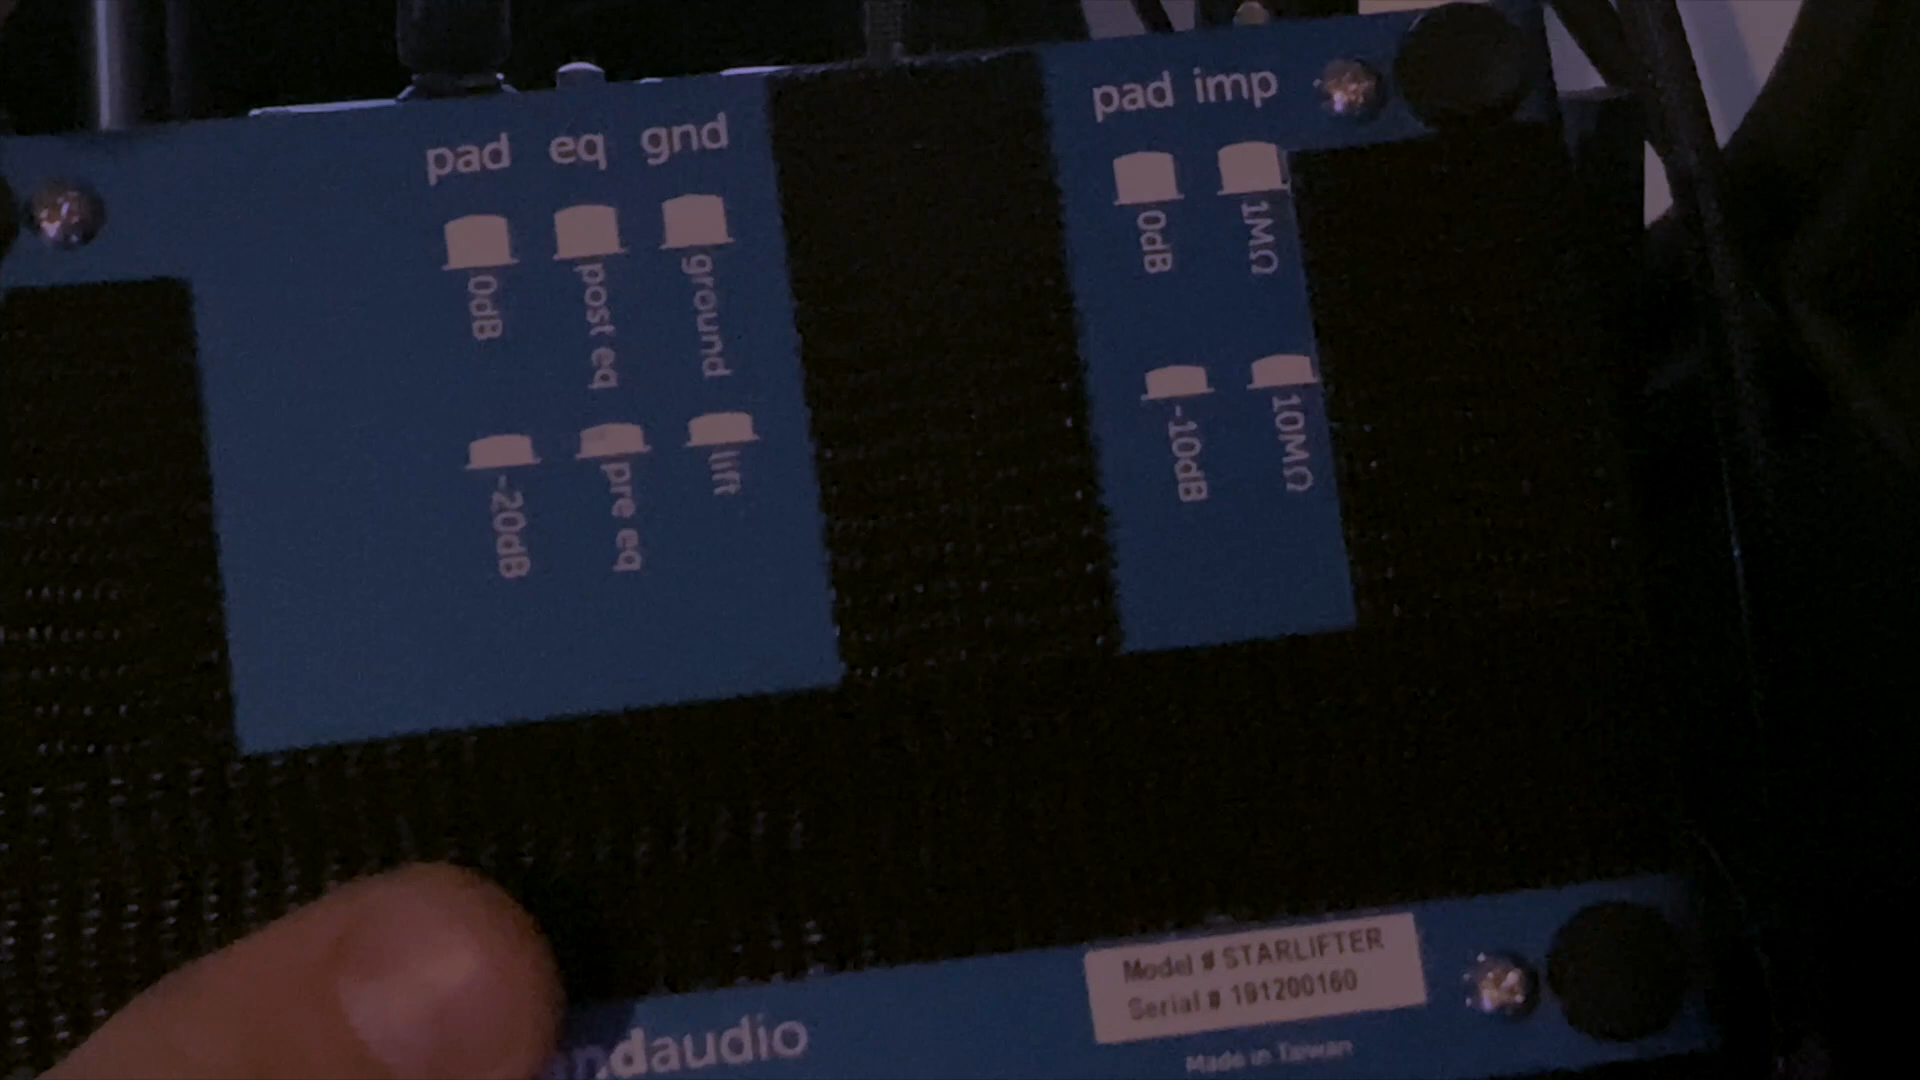 pad eq gnd
0dB
post eq
ground
-20dB
pre eq
lift
pad imp
0dB
1MΩ
-10dB
10MΩ
Model # STARLIFTER
Serial # 191200160
ndaudio
Made in Taiwan